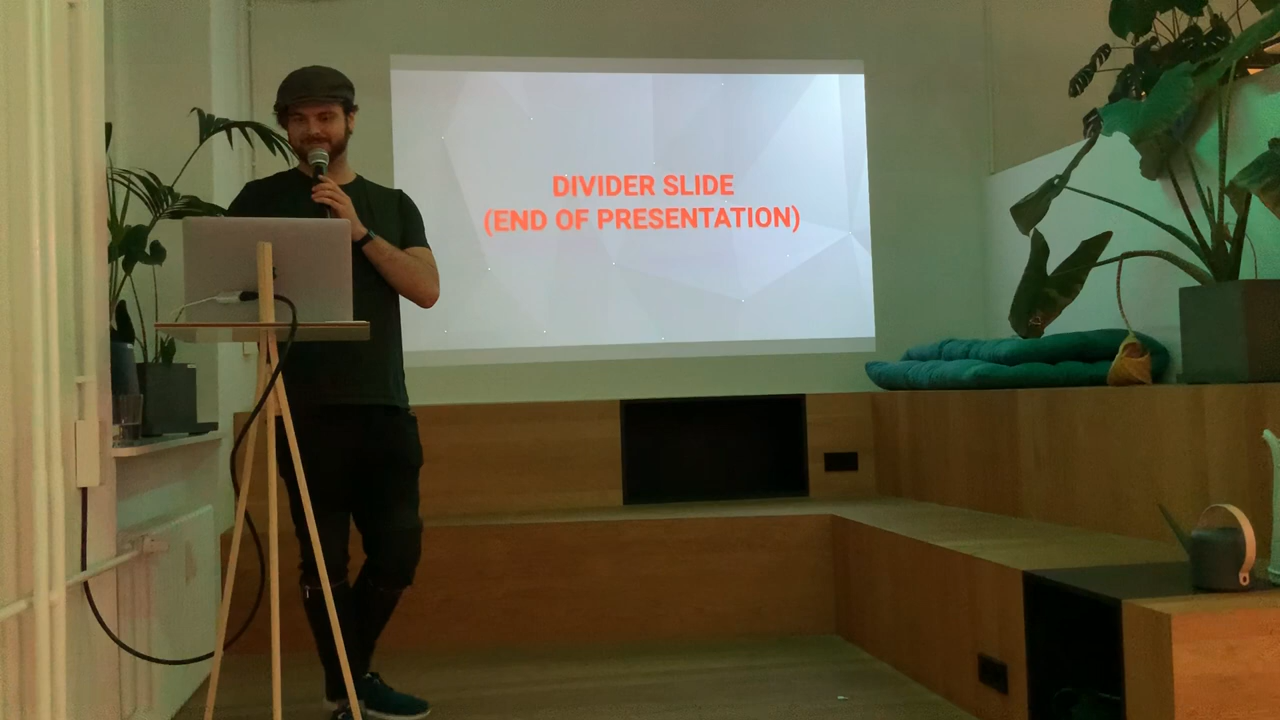 DIVIDER SLIDE
(END OF PRESENTATION)